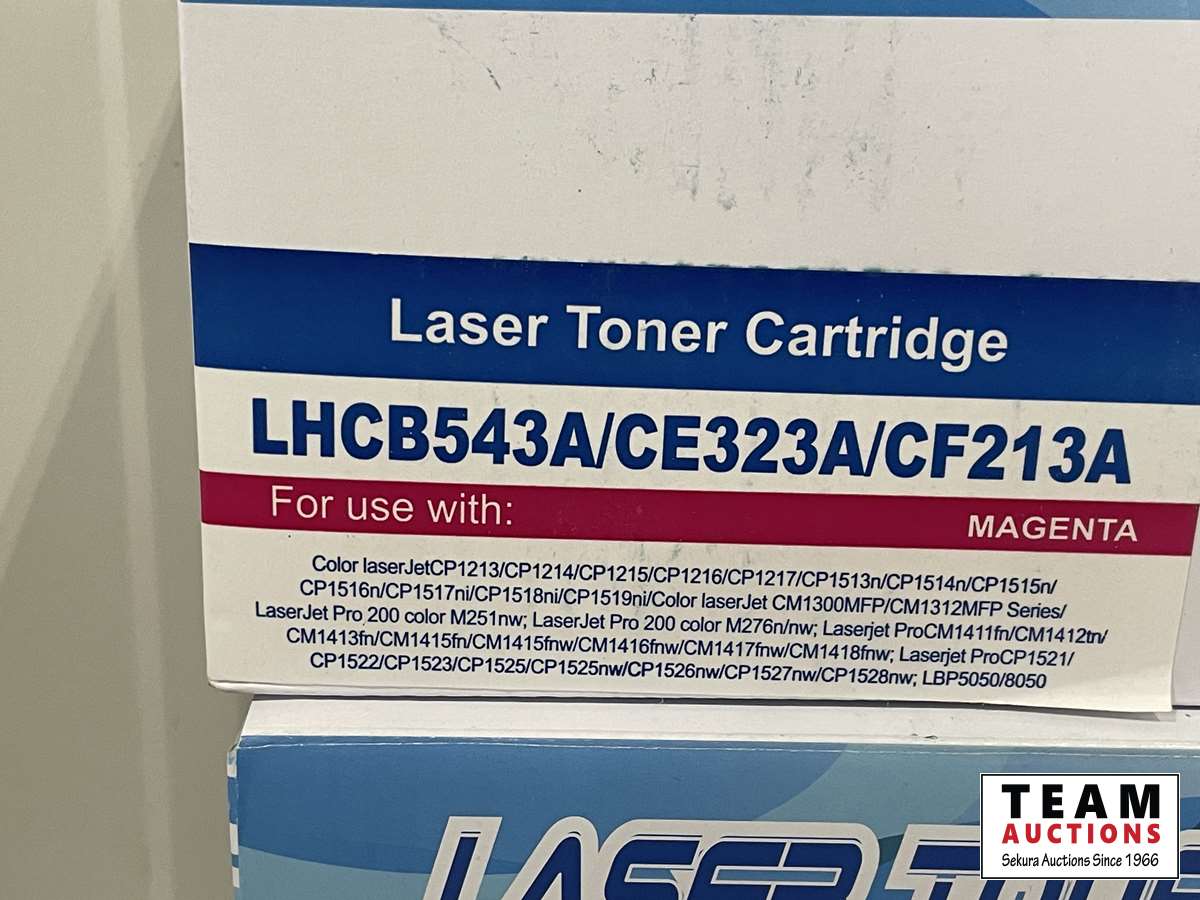 Laser Toner Cartridge
LHCB543A/CE323A/CF213A
For use with: MAGENTA
Color laserJetCP1213/CP1214/CP1215/CP1216/CP1217/CP1513n/CP1514n/CP1515n/
CP1516n/CP1517ni/CP1518ni/CP1519ni/Color laserJet CM1300MFP/CM1312MFP Series/
LaserJet Pro 200 color M251nw; LaserJet Pro 200 color M276n/nw; Laserjet ProCM1411fn/CM1412tn/
CM1413fn/CM1415fn/CM1415fnw/CM1416fnw/CM1417fnw/CM1418fnw; Laserjet ProCP1521/
CP1522/CP1523/CP1525/CP1525nw/CP1526nw/CP1527nw/CP1528nw; LBP5050/8050
LASER
TEAM
AUCTIONS
Sekura Auctions Since 1966